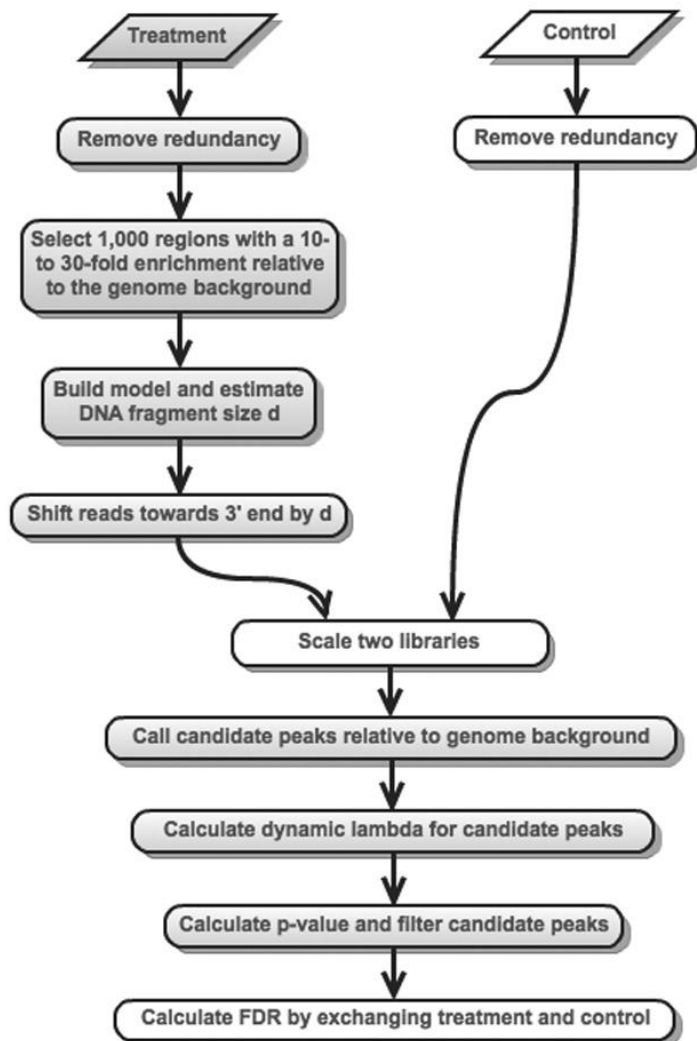 Treatment
Control
Remove redundancy
Remove redundancy
Select 1,000 regions with a 10-
to 30-fold enrichment relative
to the genome background
Build model and estimate
DNA fragment size d
Shift reads towards 3' end by d
Scale two libraries
Call candidate peaks relative to genome background
Calculate dynamic lambda for candidate peaks
Calculate p-value and filter candidate peaks
Calculate FDR by exchanging treatment and control